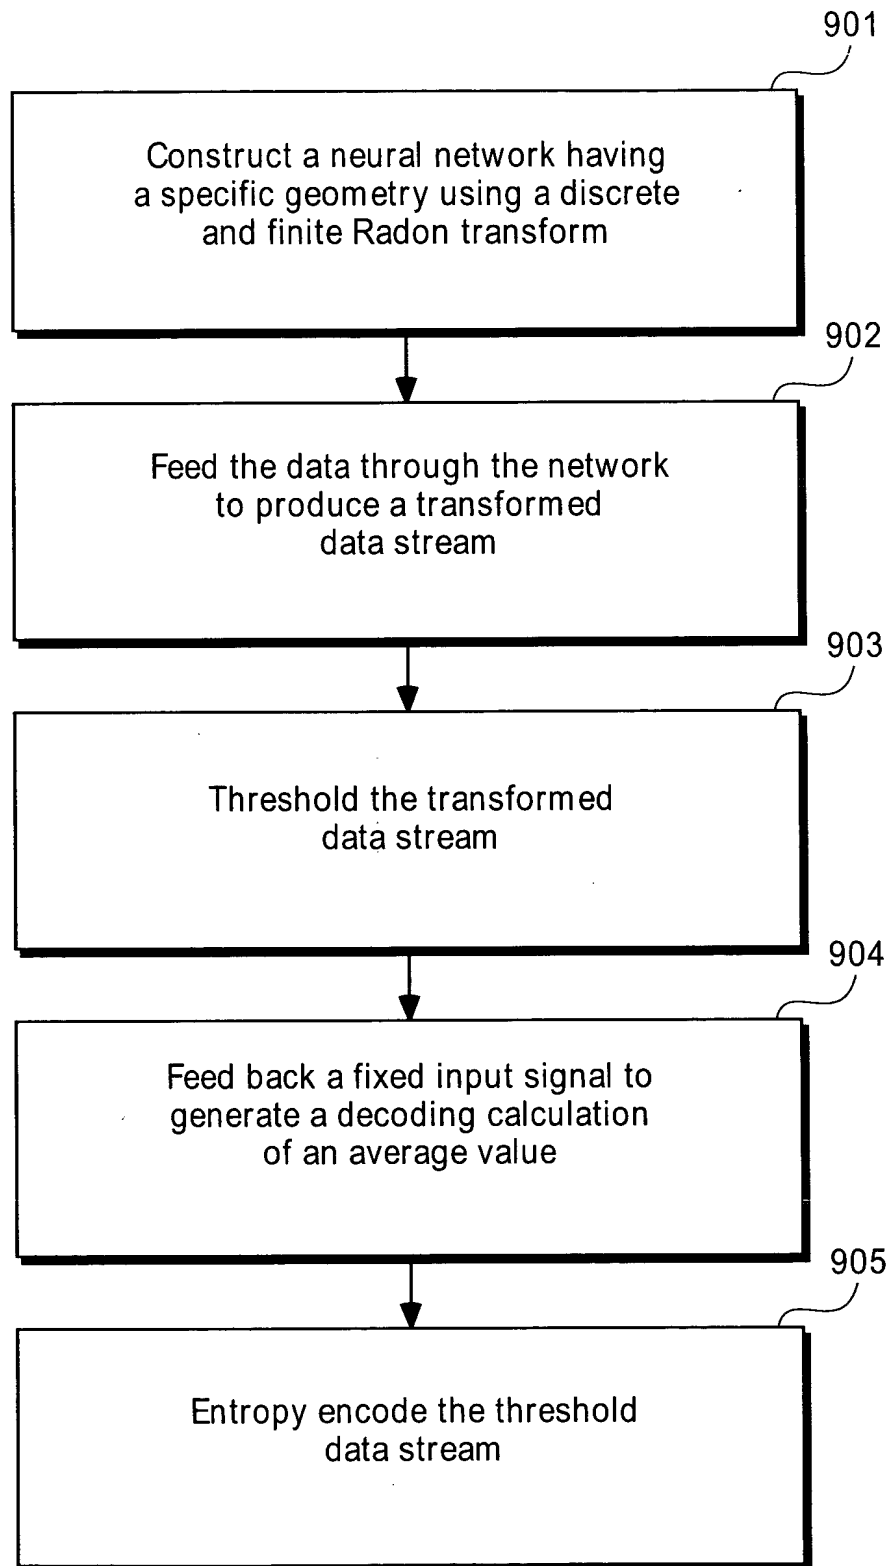 901
Construct a neural network having
a specific geometry using a discrete
and finite Radon transform
902
Feed the data through the network
to produce a transformed
data stream
903
Threshold the transformed
data stream
904
Feed back a fixed input signal to
generate a decoding calculation
of an average value
905
Entropy encode the threshold
data stream